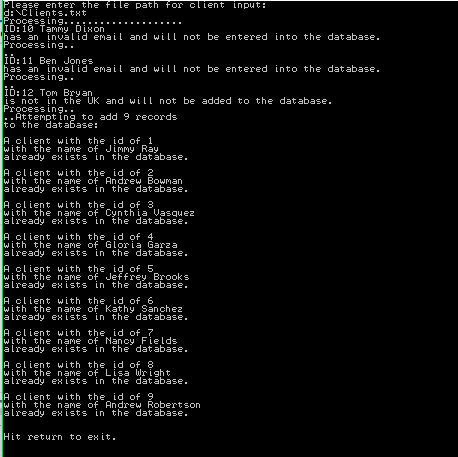 Please enter the file path for client input:
d:\Clients.txt
Processing...................
ID:10 Tammy Dixon
has an invalid email and will not be entered into the database.
Processing..
..
ID:11 Ben Jones
has an invalid email and will not be entered into the database.
Processing..
..
ID:12 Tom Bryan
is not in the UK and will not be added to the database.
Processing..
..Attempting to add 9 records
to the database:
A client with the id of 1
with the name of Jimmy Ray
already exists in the database.
A client with the id of 2
with the name of Andrew Bowman
already exists in the database.
A client with the id of 3
with the name of Cynthia Vasquez
already exists in the database.
A client with the id of 4
with the name of Gloria Garza
already exists in the database.
A client with the id of 5
with the name of Jeffrey Brooks
already exists in the database.
A client with the id of 6
with the name of Kathy Sanchez
already exists in the database.
A client with the id of 7
with the name of Nancy Fields
already exists in the database.
A client with the id of 8
with the name of Lisa Wright
already exists in the database.
A client with the id of 9
with the name of Andrew Robertson
already exists in the database.
Hit return to exit.